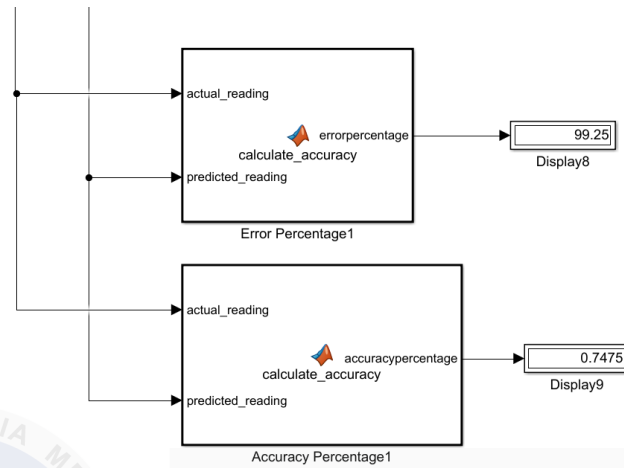 actual_reading
errorpercentage
calculate_accuracy
predicted_reading
99.25
Display8
Error Percentage1
actual_reading
accuracypercentage
calculate_accuracy
predicted_reading
0.7475
Display9
Accuracy Percentage1